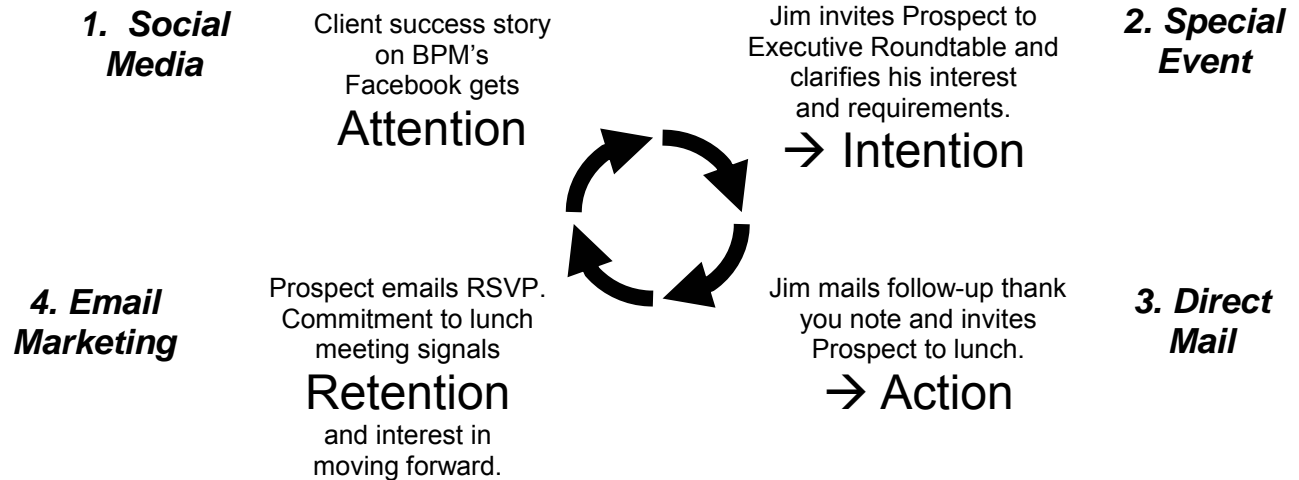 1. Social
Media
Client success story
on BPM's
Facebook gets
Attention
Jim invites Prospect to
Executive Roundtable and
clarifies his interest
and requirements.
→ Intention
2. Special
Event
4. Email
Marketing
Prospect emails RSVP.
Commitment to lunch
meeting signals
Retention
and interest in
moving forward.
Jim mails follow-up thank
you note and invites
Prospect to lunch.
→ Action
3. Direct
Mail